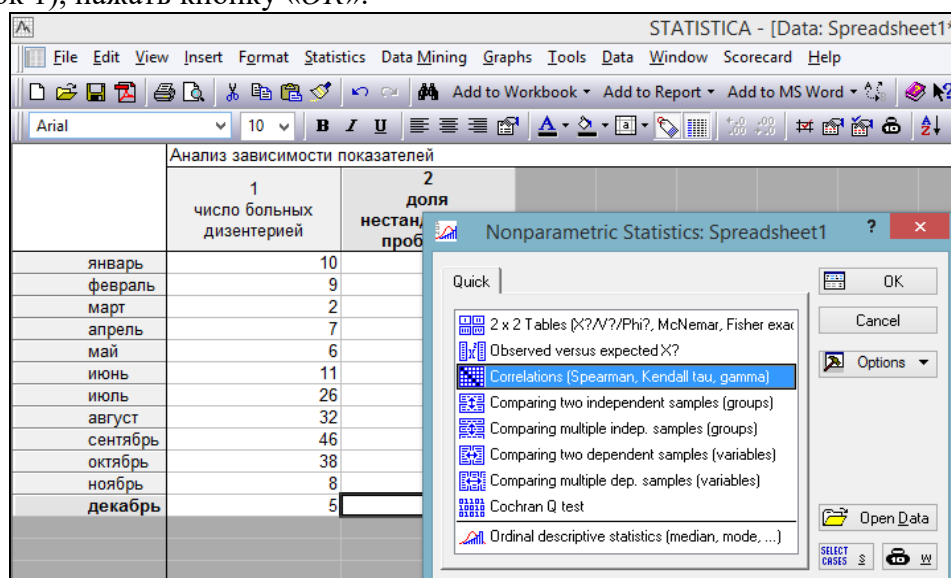 ок 1), нажать кнопку «OK».
STATISTICA - [Data: Spreadsheet1*
File Edit View Insert Format Statistics Data Mining Graphs Tools Data Window Scorecard Help
Add to Workbook Add to Report Add to MS Word
Arial 10 B I U A a
Анализ зависимости показателей
1
число больных
дизентерией
2
доля
нестан
проб
январь 10
февраль 9
март 2
апрель 7
май 6
июнь 11
июль 26
август 32
сентябрь 46
октябрь 38
ноябрь 8
декабрь 5
Nonparametric Statistics: Spreadsheet1 ? ×
Quick
2 x 2 Tables (X?/V?/Phi?, McNemar, Fisher exac
Observed versus expected X?
Correlations (Spearman, Kendall tau, gamma)
Comparing two independent samples (groups)
Comparing multiple indep. samples (groups)
Comparing two dependent samples (variables)
Comparing multiple dep. samples (variables)
Cochran Q test
Ordinal descriptive statistics (median, mode, ...)
OK
Cancel
Options
Open Data
SELECT CASES S W